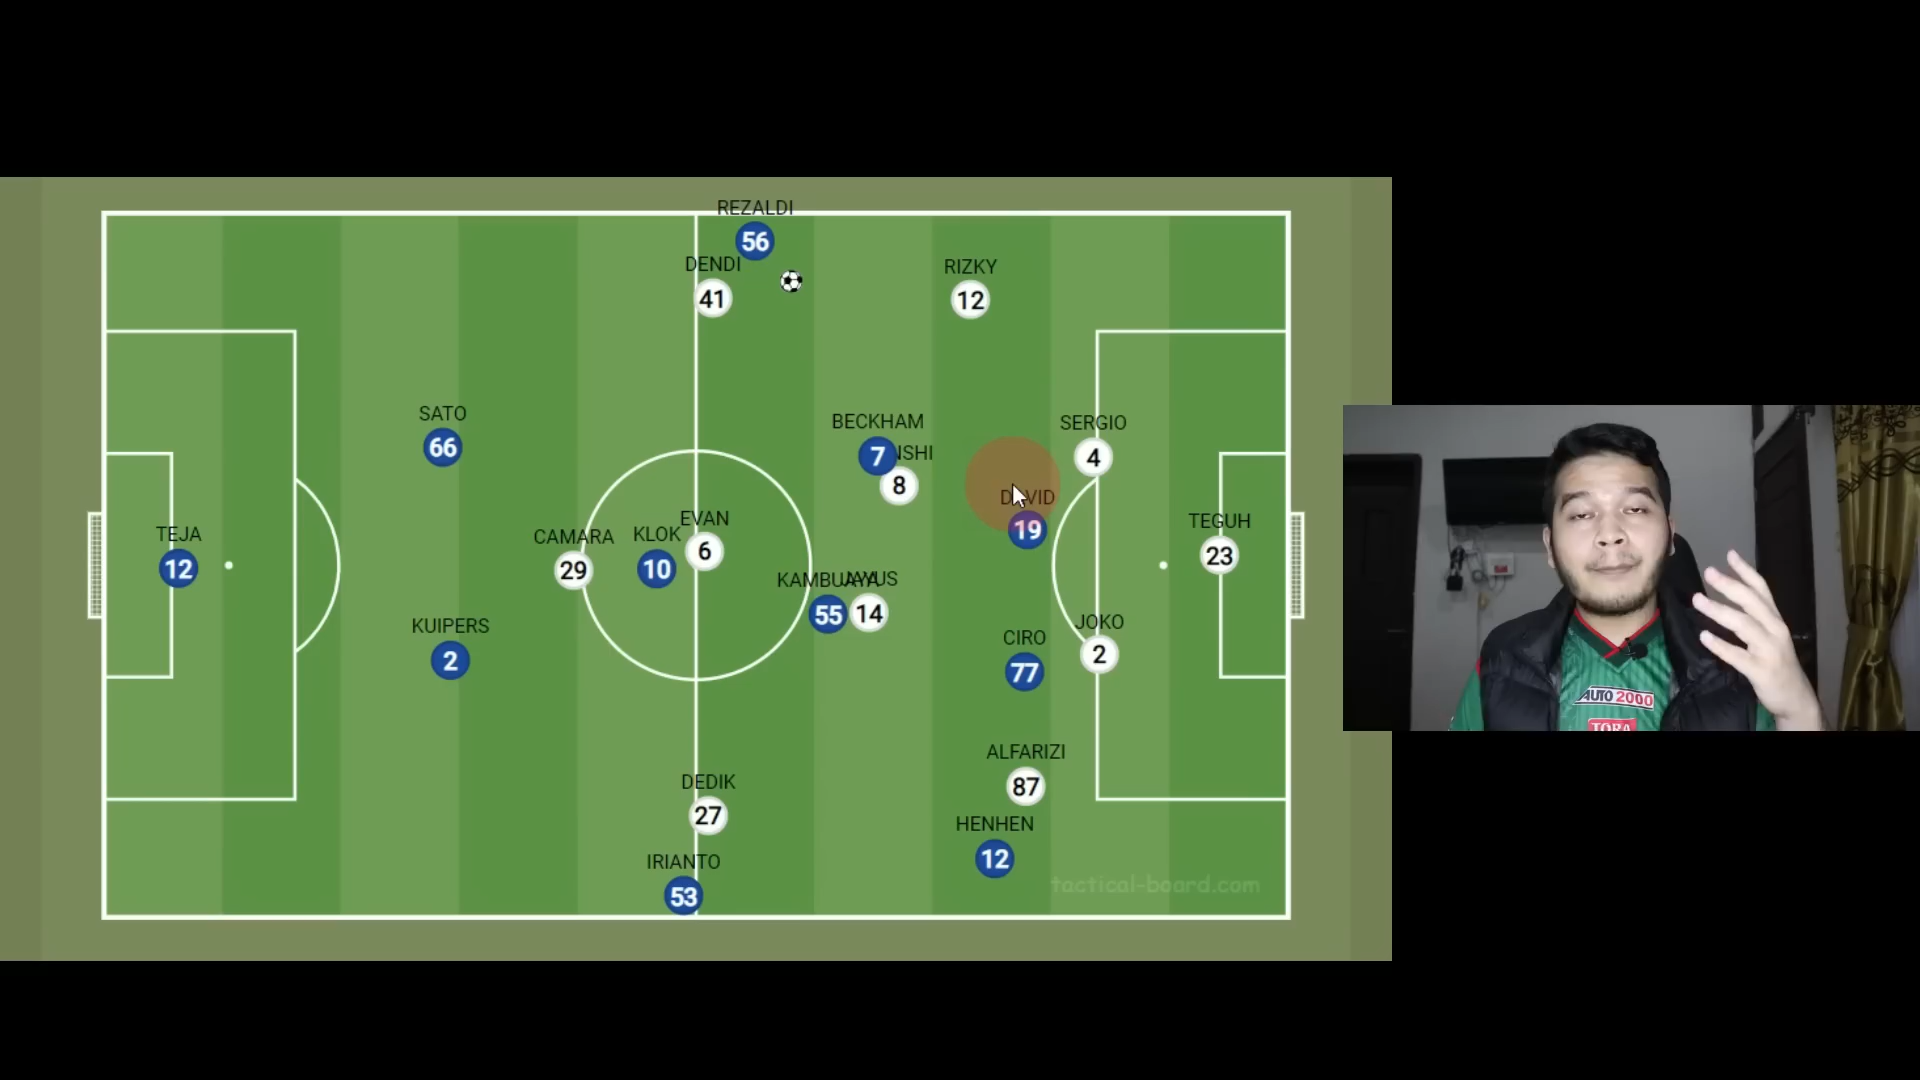 REZALDI
56
DENDI
41
RIZKY
12
SATO
66
BECKHAM
7
8
SERGIO
4
TEJA
12
CAMARA
29
KLOK
10
EVAN
6
19
TEGUH
23
KUIPERS
2
KAMBUAYA
55
14
CIRO
77
JOKO
2
DEDIK
27
ALFARIZI
87
HENHEN
12
IRIANTO
53
tactical-board.com
AUTO 2000